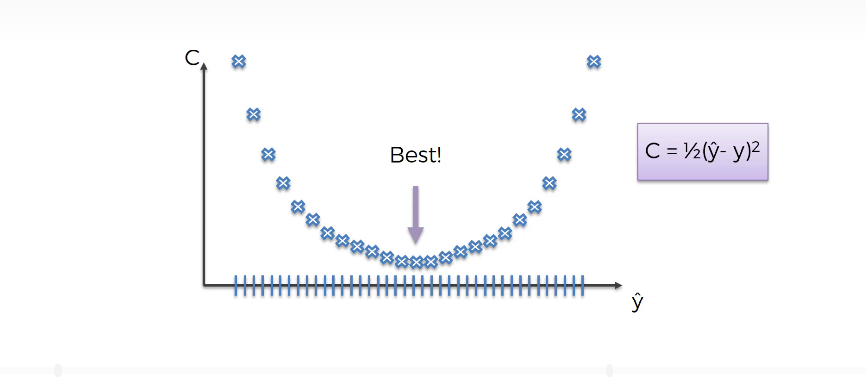 C
Best!
C = ½(ŷ- y)²
ŷ